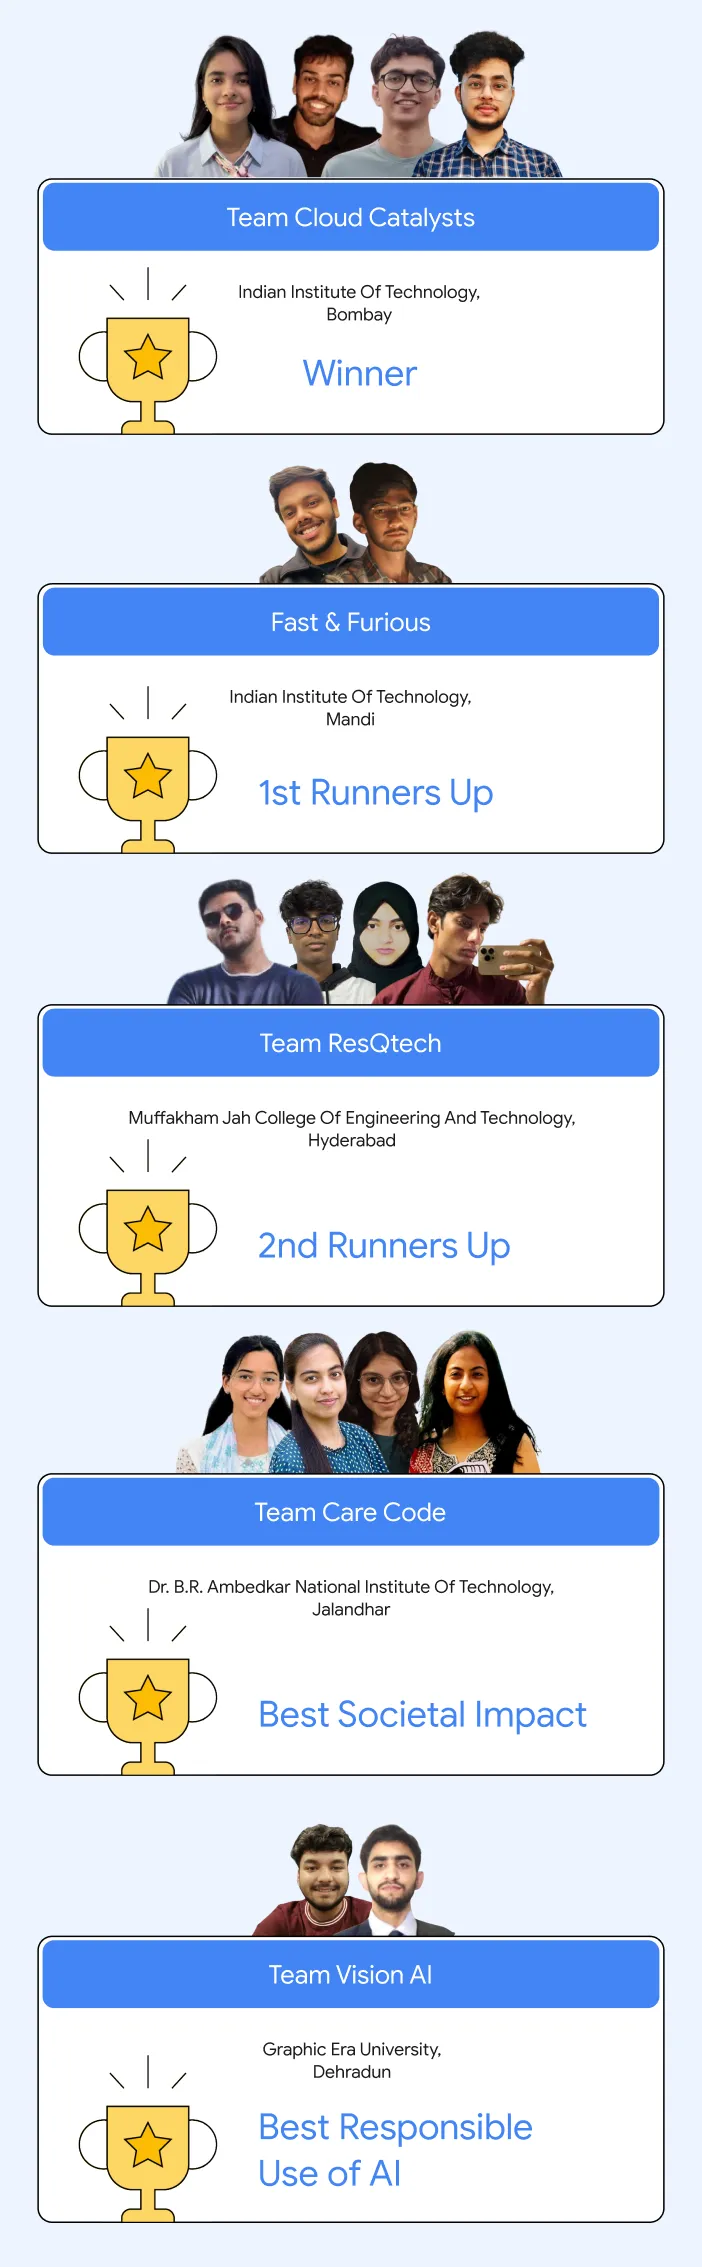 Team Cloud Catalysts
Indian Institute Of Technology,
Bombay
Winner
Fast & Furious
Indian Institute Of Technology,
Mandi
1st Runners Up
Team ResQtech
Muffakham Jah College Of Engineering And Technology,
Hyderabad
2nd Runners Up
Team Care Code
Dr. B.R. Ambedkar National Institute Of Technology,
Jalandhar
Best Societal Impact
Team Vision AI
Graphic Era University,
Dehradun
Best Responsible
Use of AI